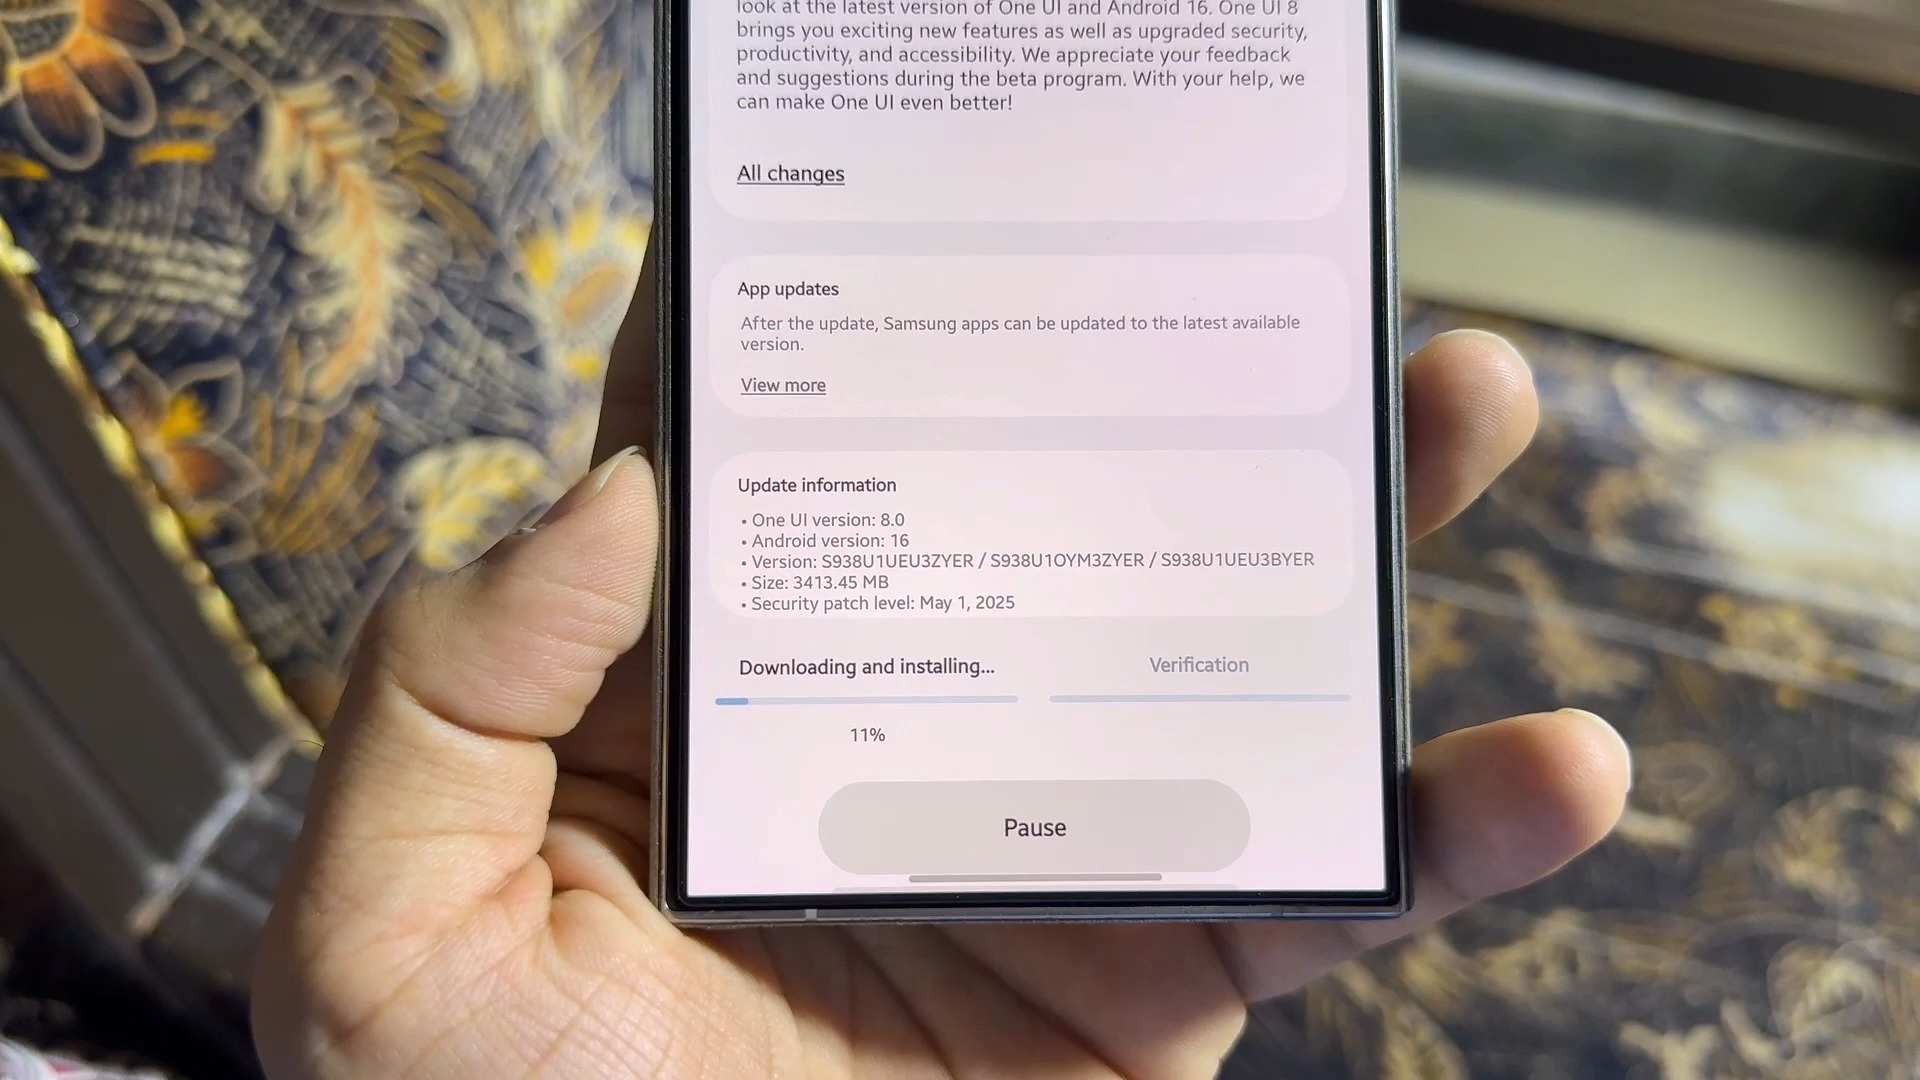 look at the latest version of One UI and Android 16. One UI 8
brings you exciting new features as well as upgraded security,
productivity, and accessibility. We appreciate your feedback
and suggestions during the beta program. With your help, we
can make One UI even better!
All changes
App updates
After the update, Samsung apps can be updated to the latest available
version.
View more
Update information
• One UI version: 8.0
• Android version: 16
• Version: S938U1UEU3ZYER / S938U1OYM3ZYER / S938U1UEU3BYER
• Size: 3413.45 MB
• Security patch level: May 1, 2025
Downloading and installing...
Verification
11%
Pause